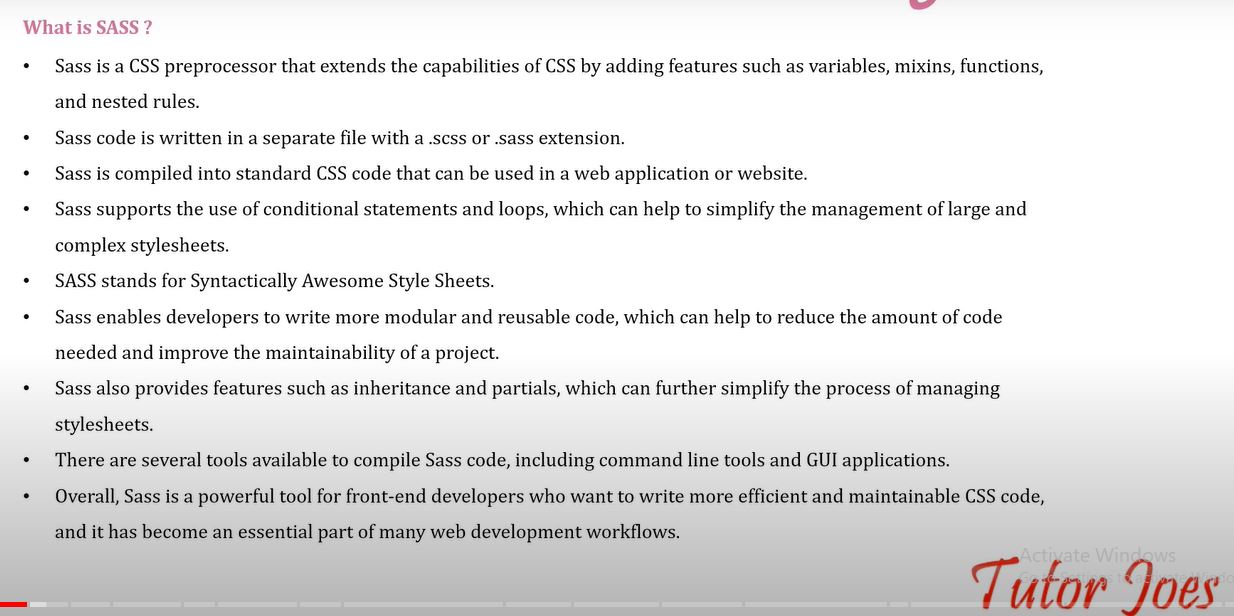 What is SASS ?
• Sass is a CSS preprocessor that extends the capabilities of CSS by adding features such as variables, mixins, functions,
and nested rules.
• Sass code is written in a separate file with a .scss or .sass extension.
• Sass is compiled into standard CSS code that can be used in a web application or website.
• Sass supports the use of conditional statements and loops, which can help to simplify the management of large and
complex stylesheets.
• SASS stands for Syntactically Awesome Style Sheets.
• Sass enables developers to write more modular and reusable code, which can help to reduce the amount of code
needed and improve the maintainability of a project.
• Sass also provides features such as inheritance and partials, which can further simplify the process of managing
stylesheets.
• There are several tools available to compile Sass code, including command line tools and GUI applications.
• Overall, Sass is a powerful tool for front-end developers who want to write more efficient and maintainable CSS code,
and it has become an essential part of many web development workflows.
Activate Windows
Tutor Joes